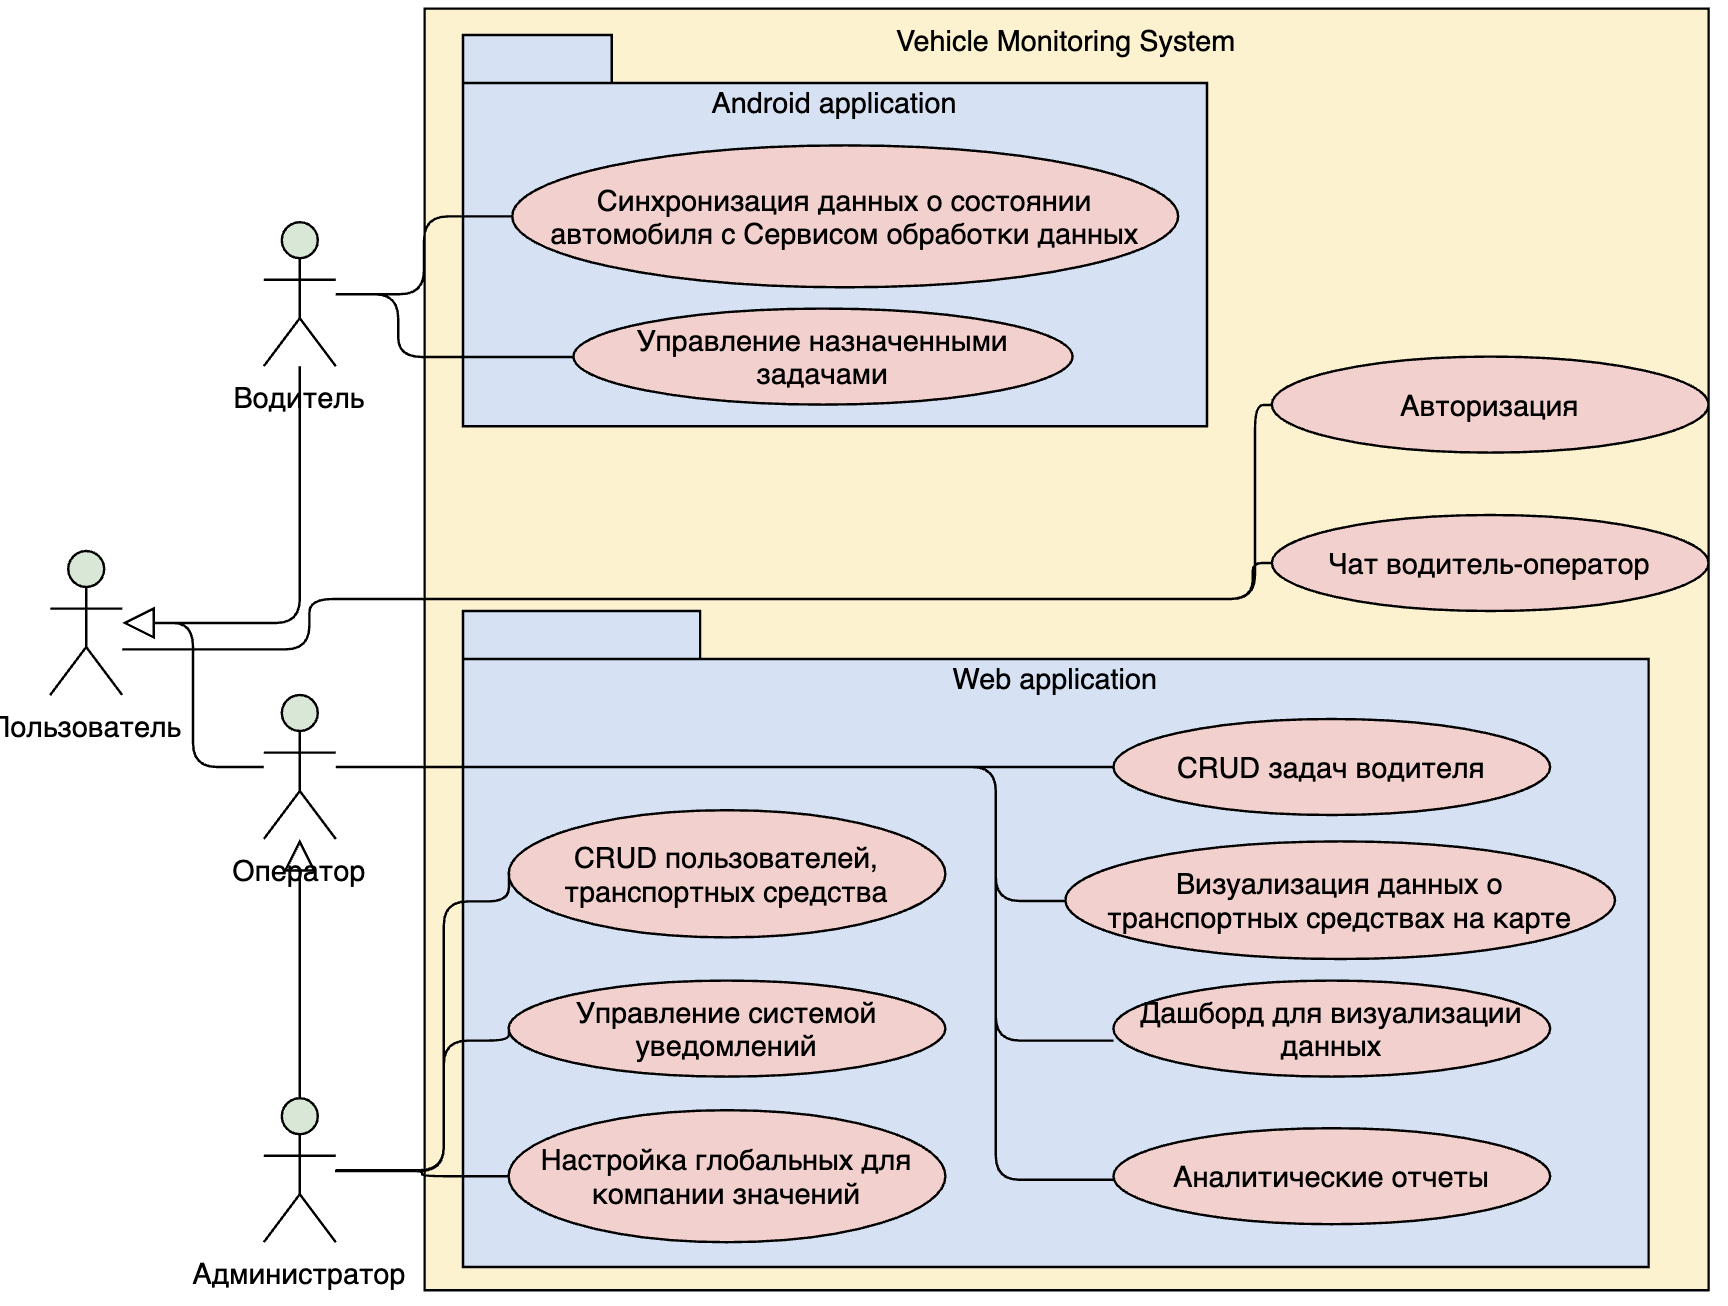 Vehicle Monitoring System
Android application
Синхронизация данных о состоянии
автомобиля с Сервисом обработки данных
Управление назначенными
задачами
Водитель
Авторизация
Чат водитель-оператор
Пользователь
Web application
Оператор
CRUD задач водителя
CRUD пользователей,
транспортных средства
Визуализация данных о
транспортных средствах на карте
Управление системой
уведомлений
Дашборд для визуализации
данных
Настройка глобальных для
компании значений
Аналитические отчеты
Администратор